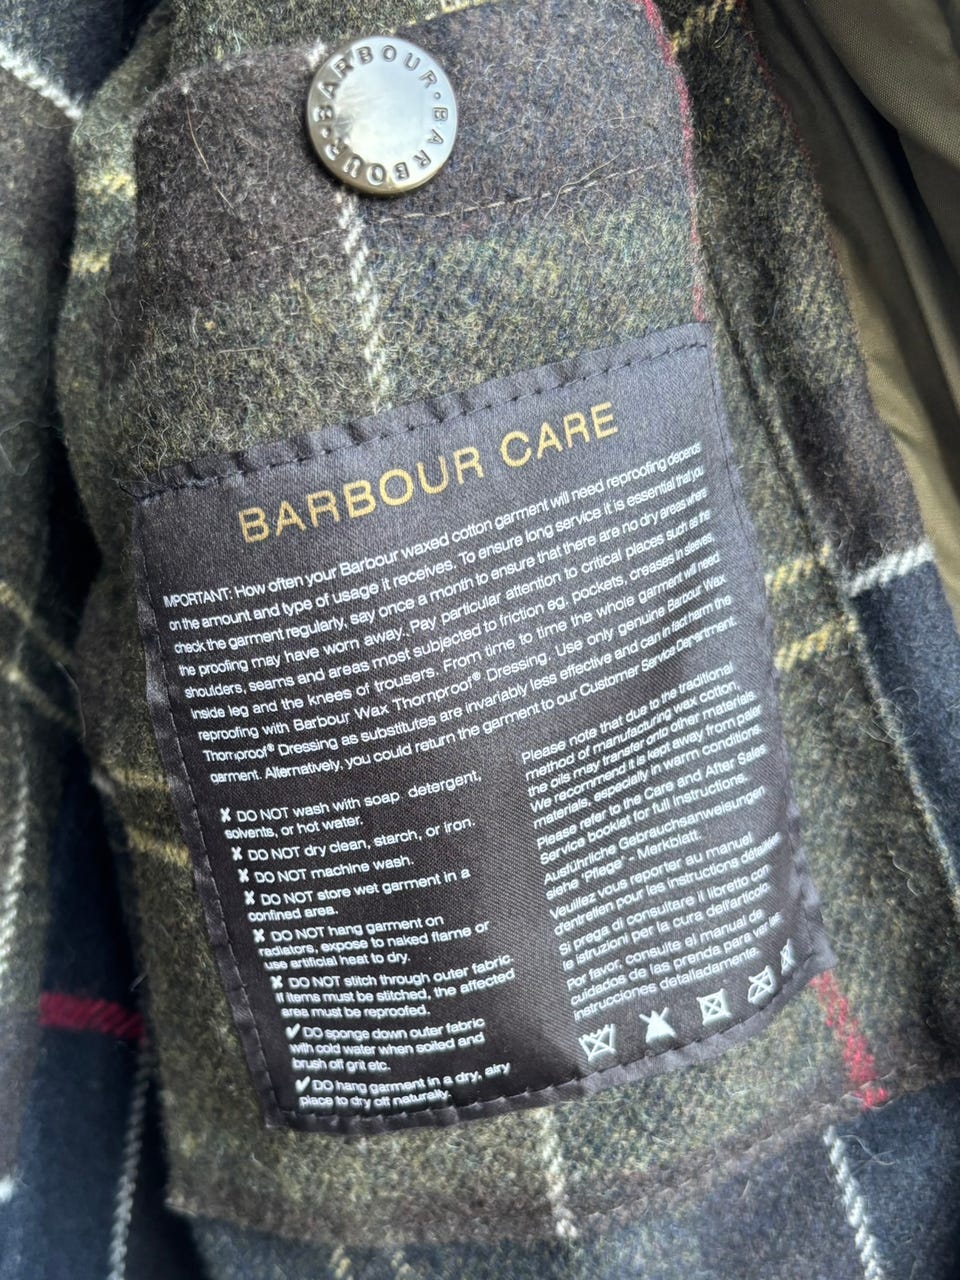 BARBOUR · BARBOUR · BARBOUR
BARBOUR CARE
IMPORTANT: How often your Barbour waxed cotton garment will need reproofing depends
on the amount and type of usage it receives. To ensure long service it is essential that you
check the garment regularly, say once a month to ensure that there are no dry areas where
the proofing may have worn away. Pay particular attention to critical places such as the
shoulders, seams and areas most subjected to friction eg. pockets, creases in sleeves,
inside leg and the knees of trousers. From time to time the whole garment will need
reproofing with Barbour Wax Thornproof® Dressing. Use only genuine Barbour Wax
Thornproof® Dressing as substitutes are invariably less effective and can in fact harm the
garment. Alternatively, you could return the garment to our Customer Service Department.
✘ DO NOT wash with soap, detergent,
solvents, or hot water.
✘ DO NOT dry clean, starch, or iron.
✘ DO NOT machine wash.
✘ DO NOT store wet garment in a
confined area.
✘ DO NOT hang garment on
radiators, expose to naked flame or
use artificial heat to dry.
✘ DO NOT stitch through outer fabric.
If items must be stitched, the affected
area must be reproofed.
✔ DO sponge down outer fabric
with cold water when soiled and
brush off grit etc.
✔ DO hang garment in a dry, airy
place to dry off naturally.
Please note that due to the traditional
method of manufacturing wax cotton,
the oils may transfer onto other materials.
We recommend it is kept away from paler
materials, especially in warm conditions.
Please refer to the Care and After Sales
Service booklet for full instructions.
Ausführliche Gebrauchsanweisungen
siehe "Pflege" - Merkblatt.
Veuillez vous reporter au manuel
d'entretien pour les instructions détaillées
Si prega di consultare il libretto con
le istruzioni per la cura dell'articolo.
Por favor, consulte el manual de
cuidados de las prenda para ver las
instrucciones detalladamente.